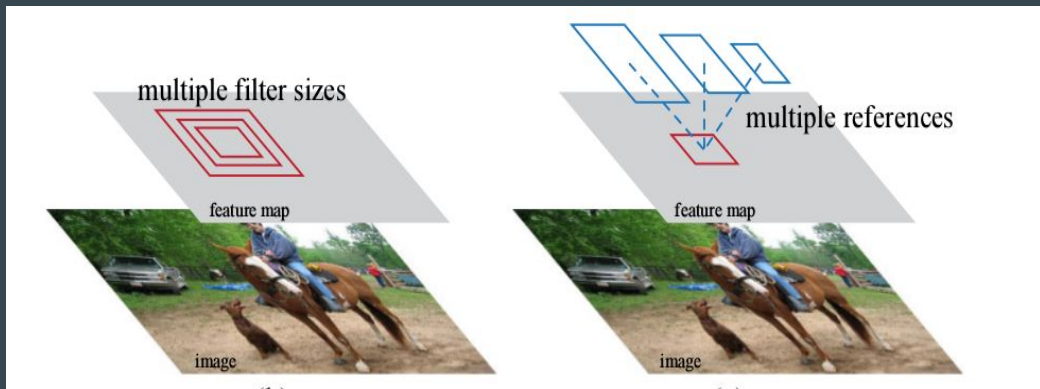 multiple filter sizes
feature map
image
multiple references
feature map
image